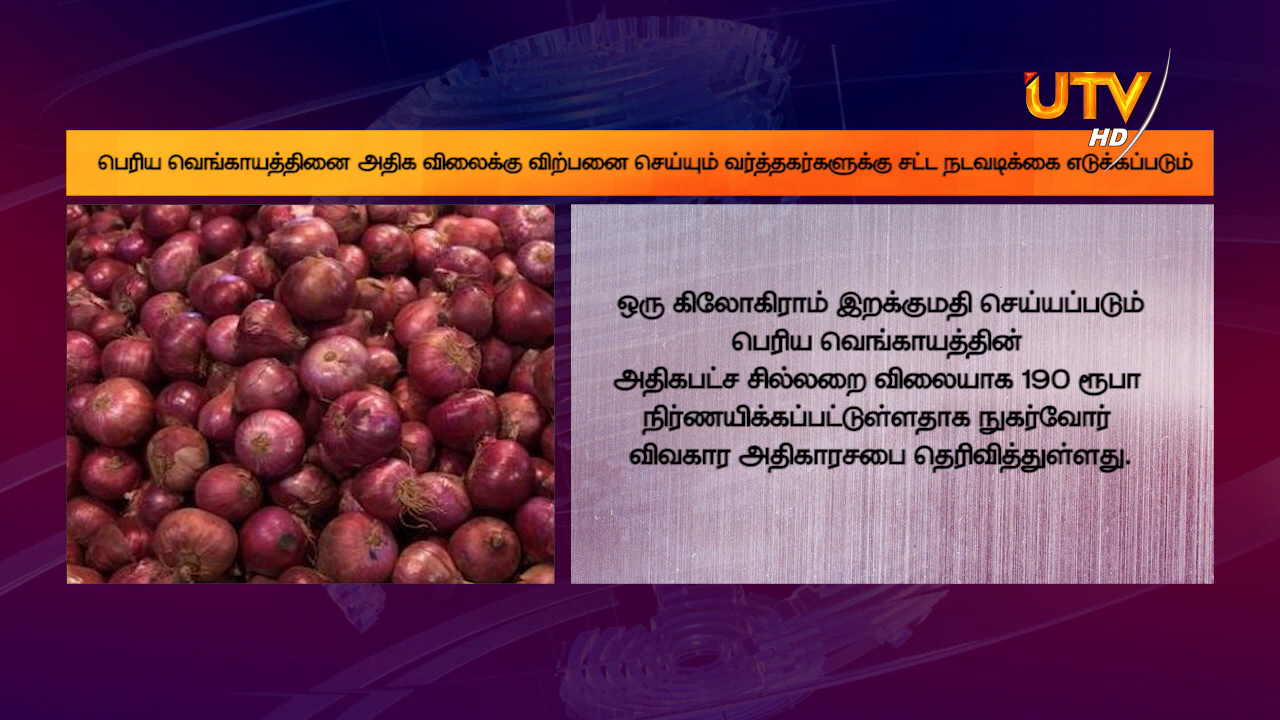 UTV
HD
பெரிய வெங்காயத்தினை அதிக விலைக்கு விற்பனை செய்யும் வர்த்தகர்களுக்கு சட்ட நடவடிக்கை எடுக்கப்படும்
ஒரு கிலோகிராம் இறக்குமதி செய்யப்படும்
பெரிய வெங்காயத்தின்
அதிகபட்ச சில்லறை விலையாக 190 ரூபா
நிர்ணயிக்கப்பட்டுள்ளதாக நுகர்வோர்
விவகார அதிகாரசபை தெரிவித்துள்ளது.